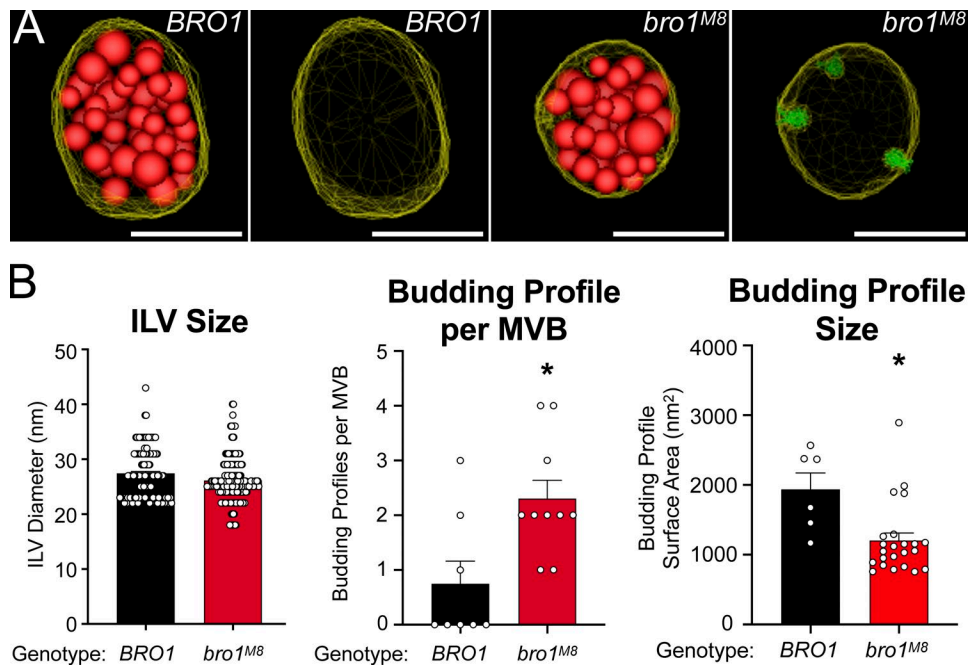 A
BRO1
BRO1
bro1ᴹ⁸
bro1ᴹ⁸
B
ILV Size
50
40
30
20
10
0
ILV Diameter (nm)
Genotype: BRO1 bro1ᴹ⁸
Budding Profile
per MVB
*
5
4
3
2
1
0
Budding Profiles per MVB
Genotype: BRO1 bro1ᴹ⁸
Budding Profile
Size
*
4000
3000
2000
1000
0
Budding Profile
Surface Area (nm²)
Genotype: BRO1 bro1ᴹ⁸